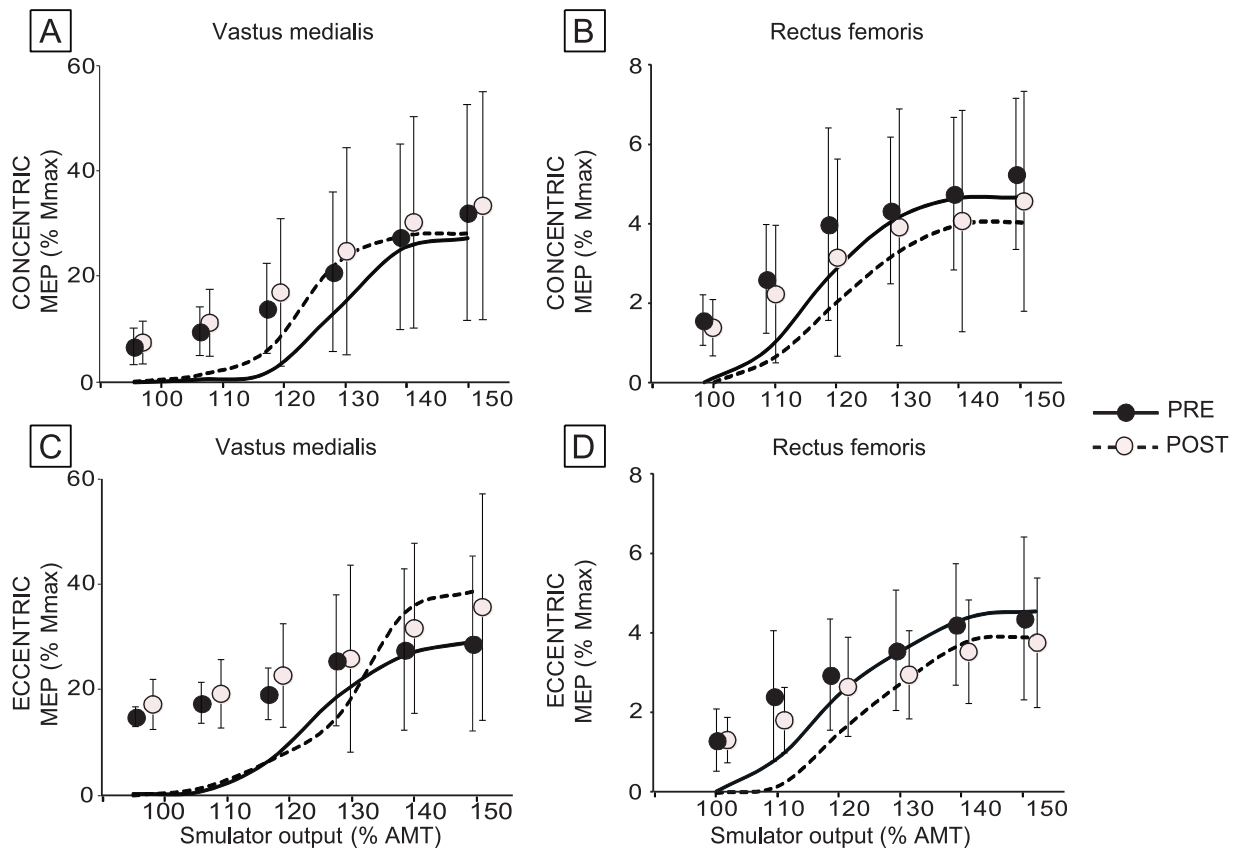 A
Vastus medialis
CONCENTRIC
MEP (% Mmax)
60
40
20
0
100 110 120 130 140 150
B
Rectus femoris
CONCENTRIC
MEP (% Mmax)
8
6
4
2
0
100 110 120 130 140 150
PRE
POST
C
Vastus medialis
ECCENTRIC
MEP (% Mmax)
60
40
20
0
100 110 120 130 140 150
Smulator output (% AMT)
D
Rectus femoris
ECCENTRIC
MEP (% Mmax)
8
6
4
2
0
100 110 120 130 140 150
Smulator output (% AMT)